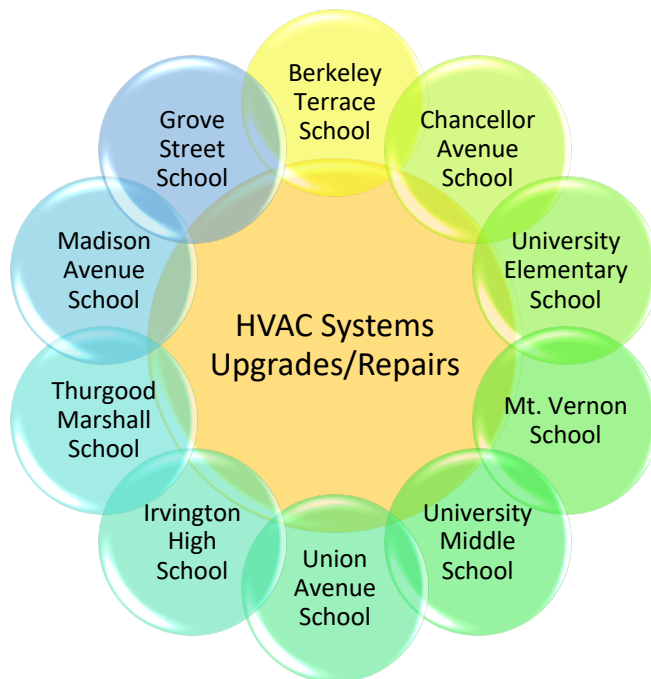 Berkeley
Terrace
School
Chancellor
Avenue
School
University
Elementary
School
Mt. Vernon
School
University
Middle
School
Union
Avenue
School
Irvington
High
School
Thurgood
Marshall
School
Madison
Avenue
School
Grove
Street
School
HVAC Systems
Upgrades/Repairs